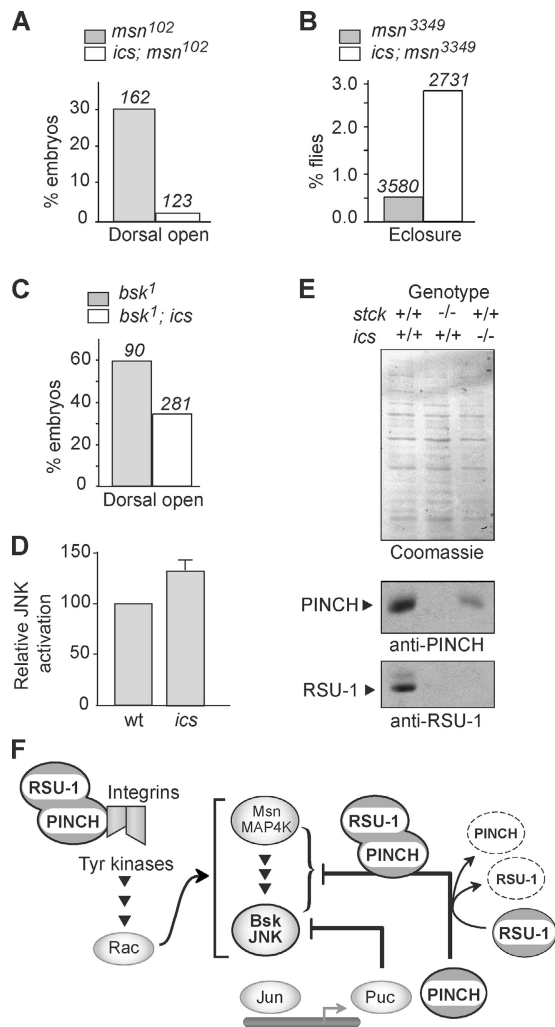 A
msn102
ics; msn102
% embryos
30
20
10
0
162
123
Dorsal open
B
msn3349
ics; msn3349
% flies
3.0
2.0
1.0
0.0
3580
2731
Eclosure
C
bsk1
bsk1; ics
% embryos
60
40
20
0
90
281
Dorsal open
D
Relative JNK
activation
150
100
50
0
wt
ics
E
Genotype
stck +/+ -/- +/+
ics +/+ +/+ -/-
Coomassie
PINCH
anti-PINCH
RSU-1
anti-RSU-1
F
RSU-1
PINCH
Integrins
Tyr kinases
Rac
Msn
MAP4K
Bsk
JNK
Jun
Puc
RSU-1
PINCH
PINCH
RSU-1
RSU-1
PINCH